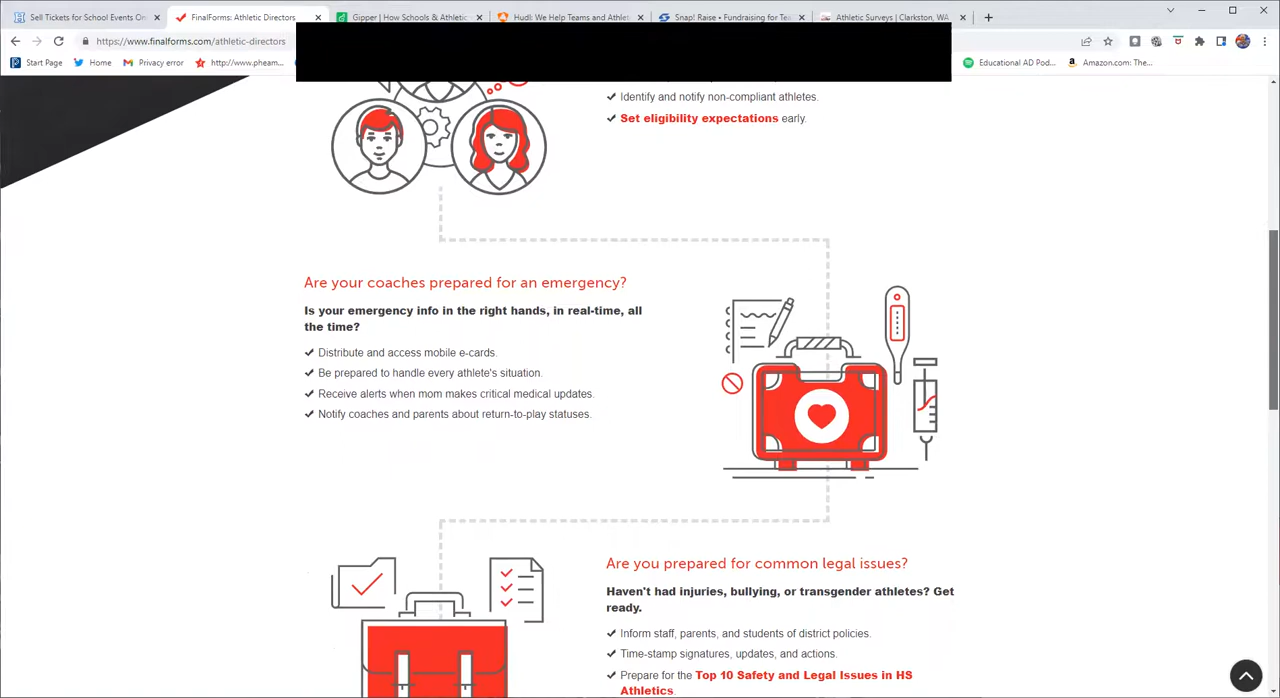 Sell Tickets for School Events On
FinalForms: Athletic Directors
Gipper | How Schools & Athletic
Hudl: We Help Teams and Athlet
Snap! Raise • Fundraising for Tea
Athletic Surveys | Clarkston, WA
https://www.finalforms.com/athletic-directors
Start Page
Home
Privacy error
http://www.pheam...
Educational AD Pod...
Amazon.com: The...
Identify and notify non-compliant athletes.
Set eligibility expectations early.
Are your coaches prepared for an emergency?
Is your emergency info in the right hands, in real-time, all
the time?
Distribute and access mobile e-cards.
Be prepared to handle every athlete's situation.
Receive alerts when mom makes critical medical updates.
Notify coaches and parents about return-to-play statuses.
Are you prepared for common legal issues?
Haven't had injuries, bullying, or transgender athletes? Get
ready.
Inform staff, parents, and students of district policies.
Time-stamp signatures, updates, and actions.
Prepare for the Top 10 Safety and Legal Issues in HS
Athletics.